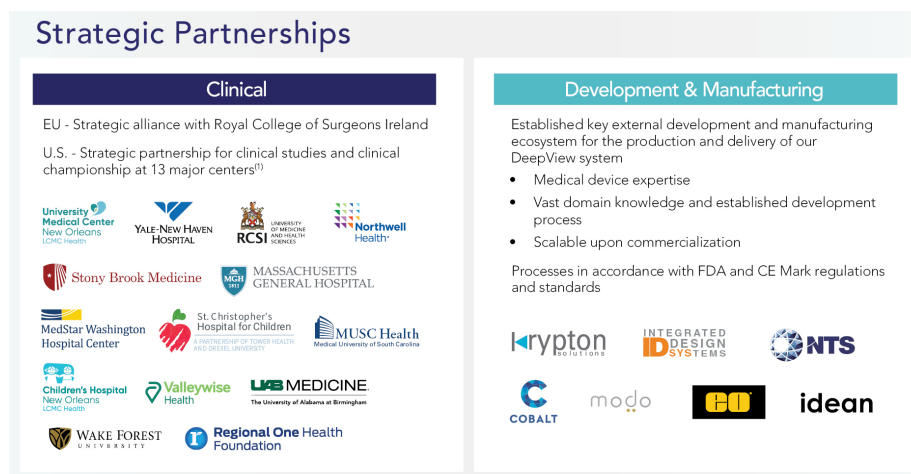 Strategic Partnerships
Clinical
EU - Strategic alliance with Royal College of Surgeons Ireland
U.S. - Strategic partnership for clinical studies and clinical
championship at 13 major centers(1)
University
Medical Center
New Orleans
LCMC Health
YALE-NEW HAVEN
HOSPITAL
RCSI
UNIVERSITY
OF MEDICINE
AND HEALTH
SCIENCES
Northwell
Health
Stony Brook Medicine
MGH
1811
MASSACHUSETTS
GENERAL HOSPITAL
MedStar Washington
Hospital Center
St. Christopher's
Hospital for Children
A PARTNERSHIP OF TOWER HEALTH
AND DREXEL UNIVERSITY
MUSC Health
Medical University of South Carolina
Children's Hospital
New Orleans
LCMC Health
Valleywise
Health
UAB MEDICINE
The University of Alabama at Birmingham
WAKE FOREST
UNIVERSITY
r
Regional One Health
Foundation
Development & Manufacturing
Established key external development and manufacturing
ecosystem for the production and delivery of our
DeepView system
• Medical device expertise
• Vast domain knowledge and established development
process
• Scalable upon commercialization
Processes in accordance with FDA and CE Mark regulations
and standards
krypton
solutions
INTEGRATED
IDDESIGN
SYSTEMS
NTS
C
COBALT
modo
eo
idean